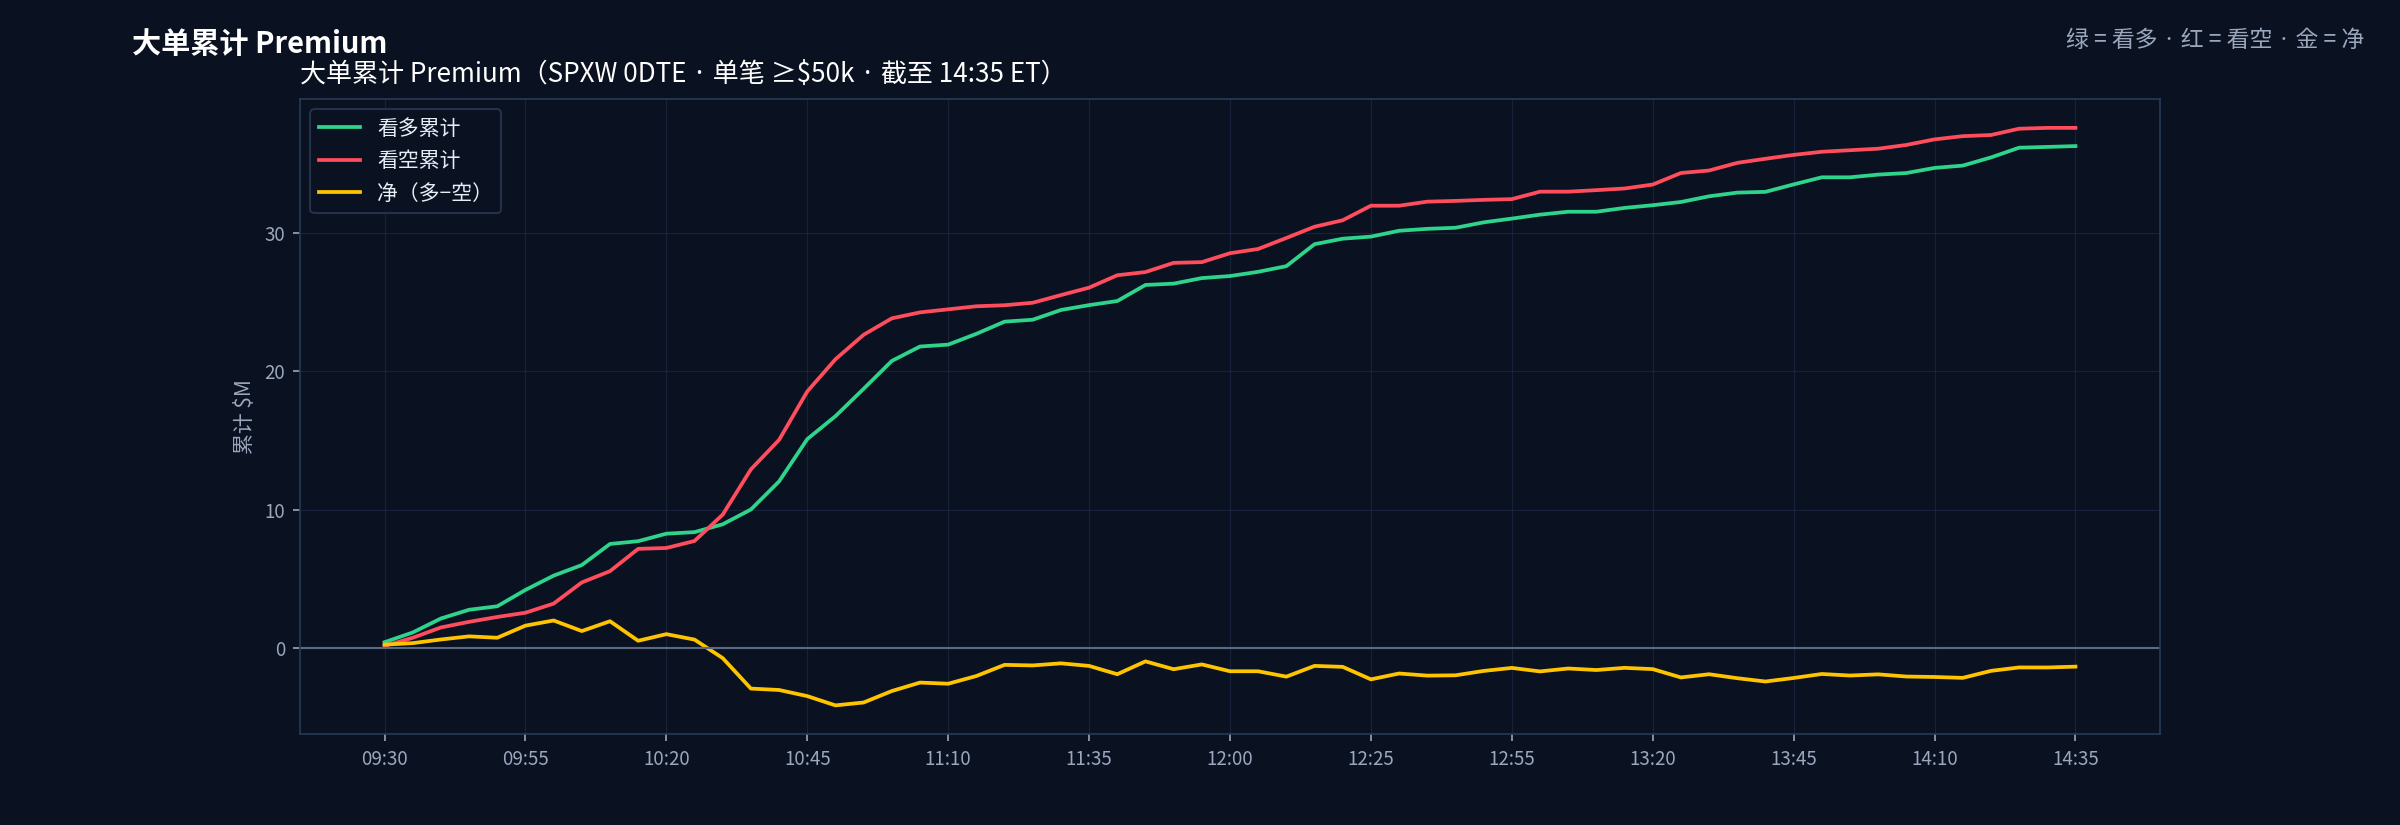 大单累计 Premium
绿 = 看多 · 红 = 看空 · 金 = 净
大单累计 Premium（SPXW 0DTE · 单笔 ≥$50k · 截至 14:35 ET）
看多累计
看空累计
净（多−空）
累计 $M
30
20
10
0
09:30 09:55 10:20 10:45 11:10 11:35 12:00 12:25 12:55 13:20 13:45 14:10 14:35